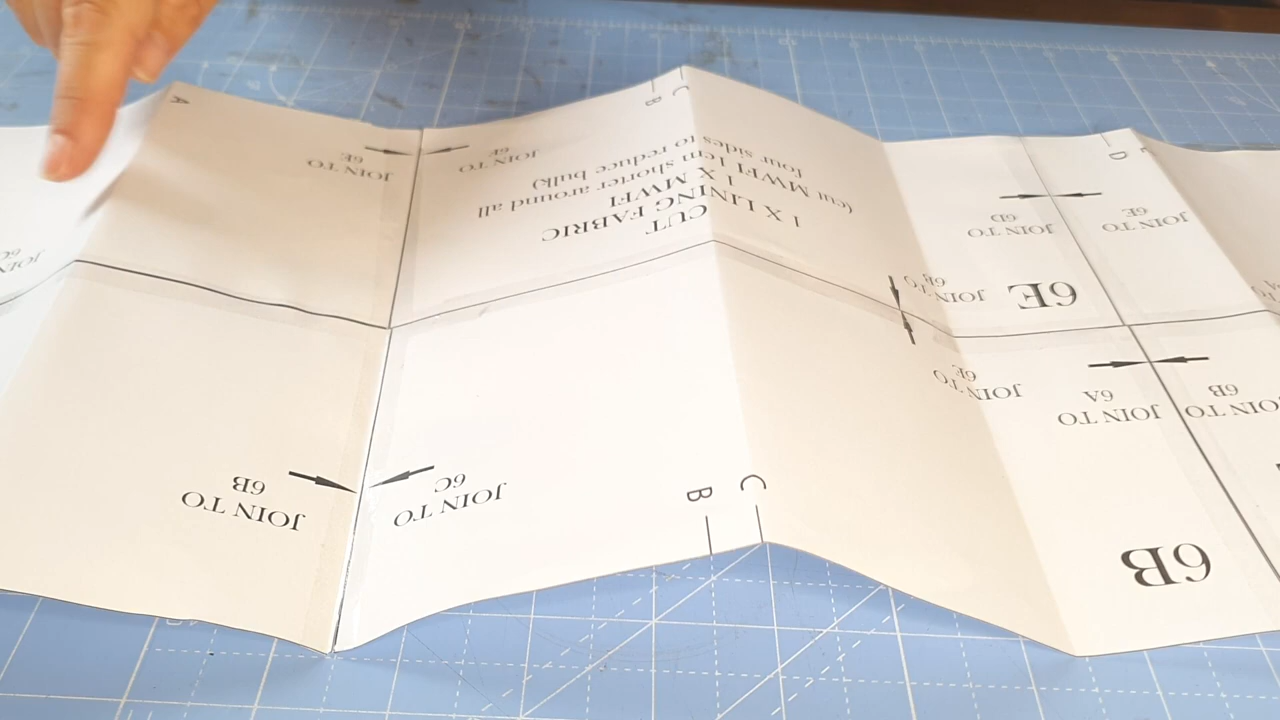 6B
C
B
JOIN TO
6C
JOIN TO
6B
JOIN TO
6B
JOIN TO
6A
JOIN TO
6E
6E
JOIN TO
6B
CUT
1 X LINING FABRIC
1 X MWFI
(cut MWFI 1cm shorter around all
four sides to reduce bulk)
JOIN TO
6E
JOIN TO
6D
JOIN TO
6F
JOIN TO
6E
D
C
B
A